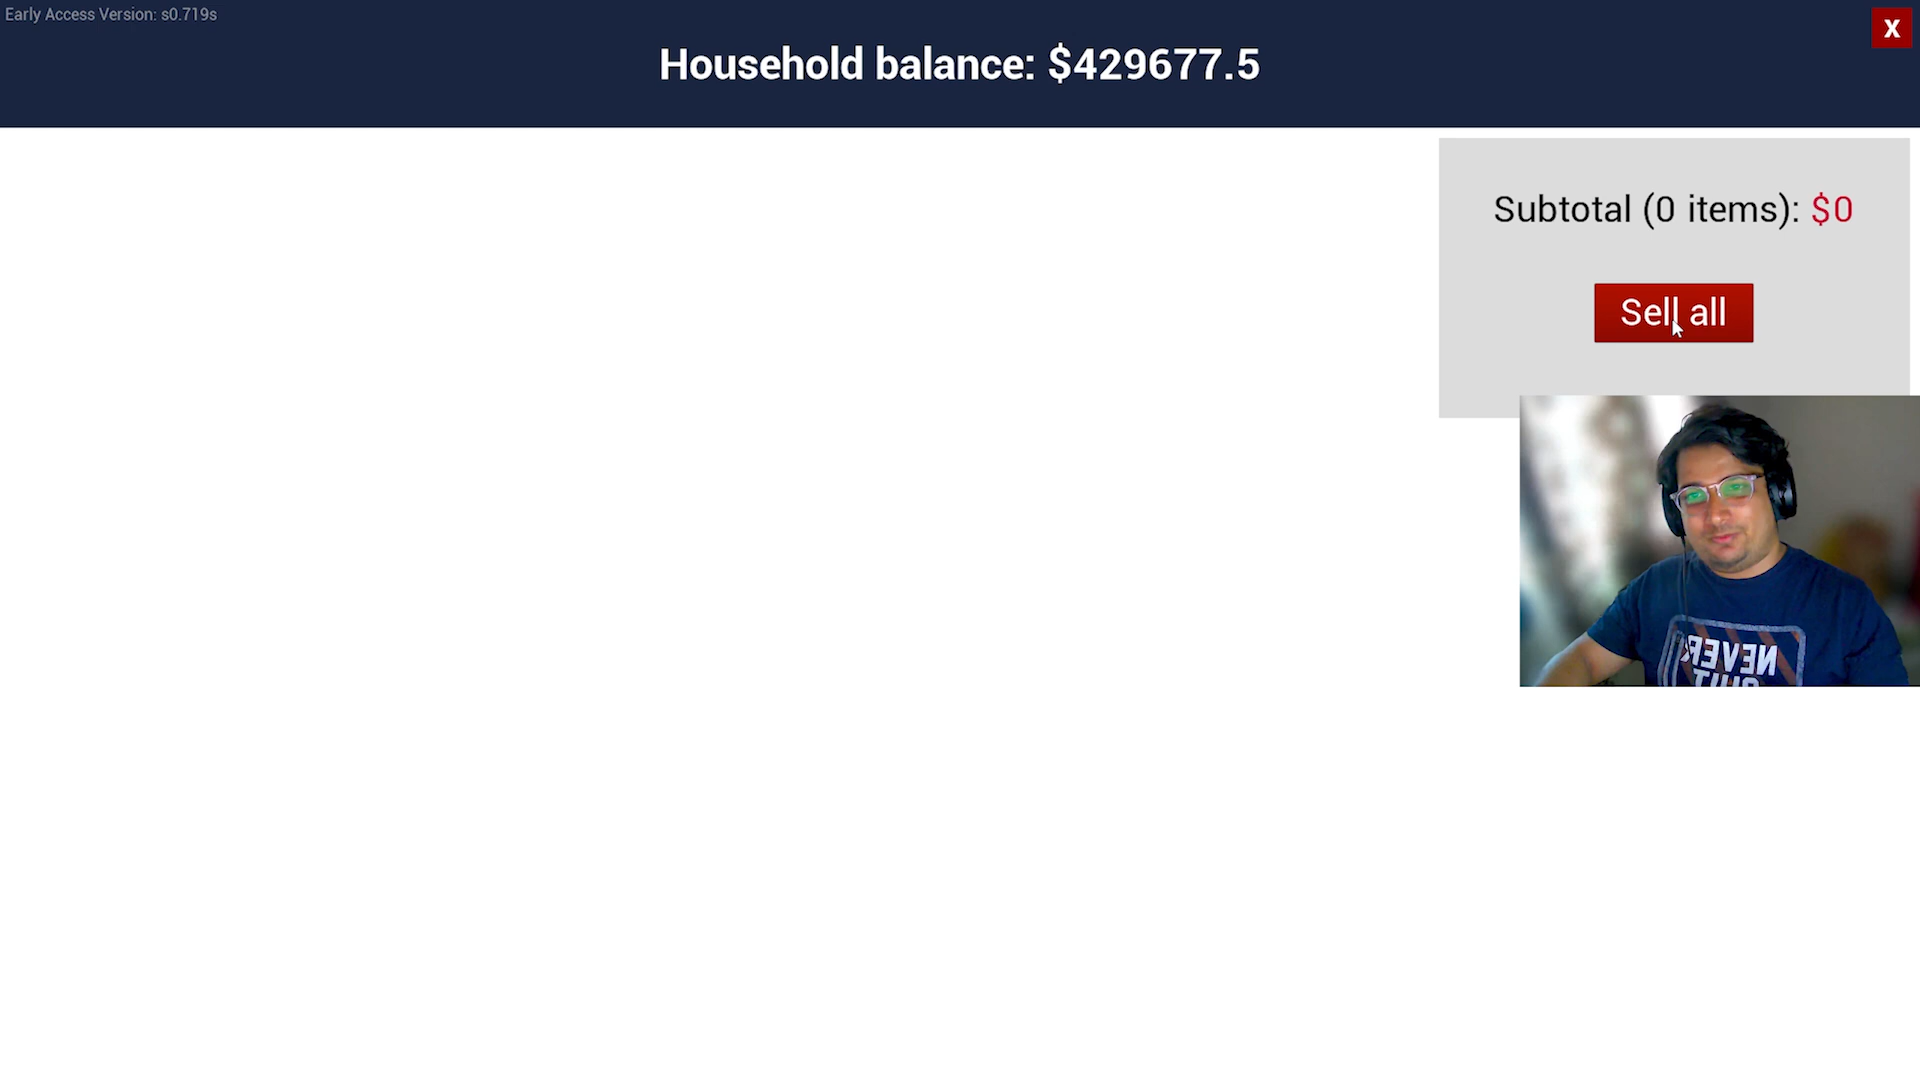 Early Access Version: s0.719s
X
Household balance: $429677.5
Subtotal (0 items): $0
Sell all
NEVER